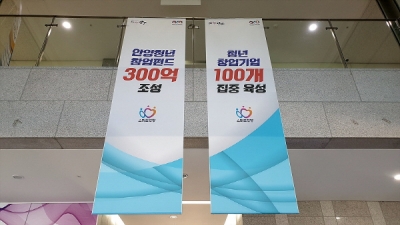 안양청년
창업펀드
300억
조성
청년
창업기업
100개
집중 육성